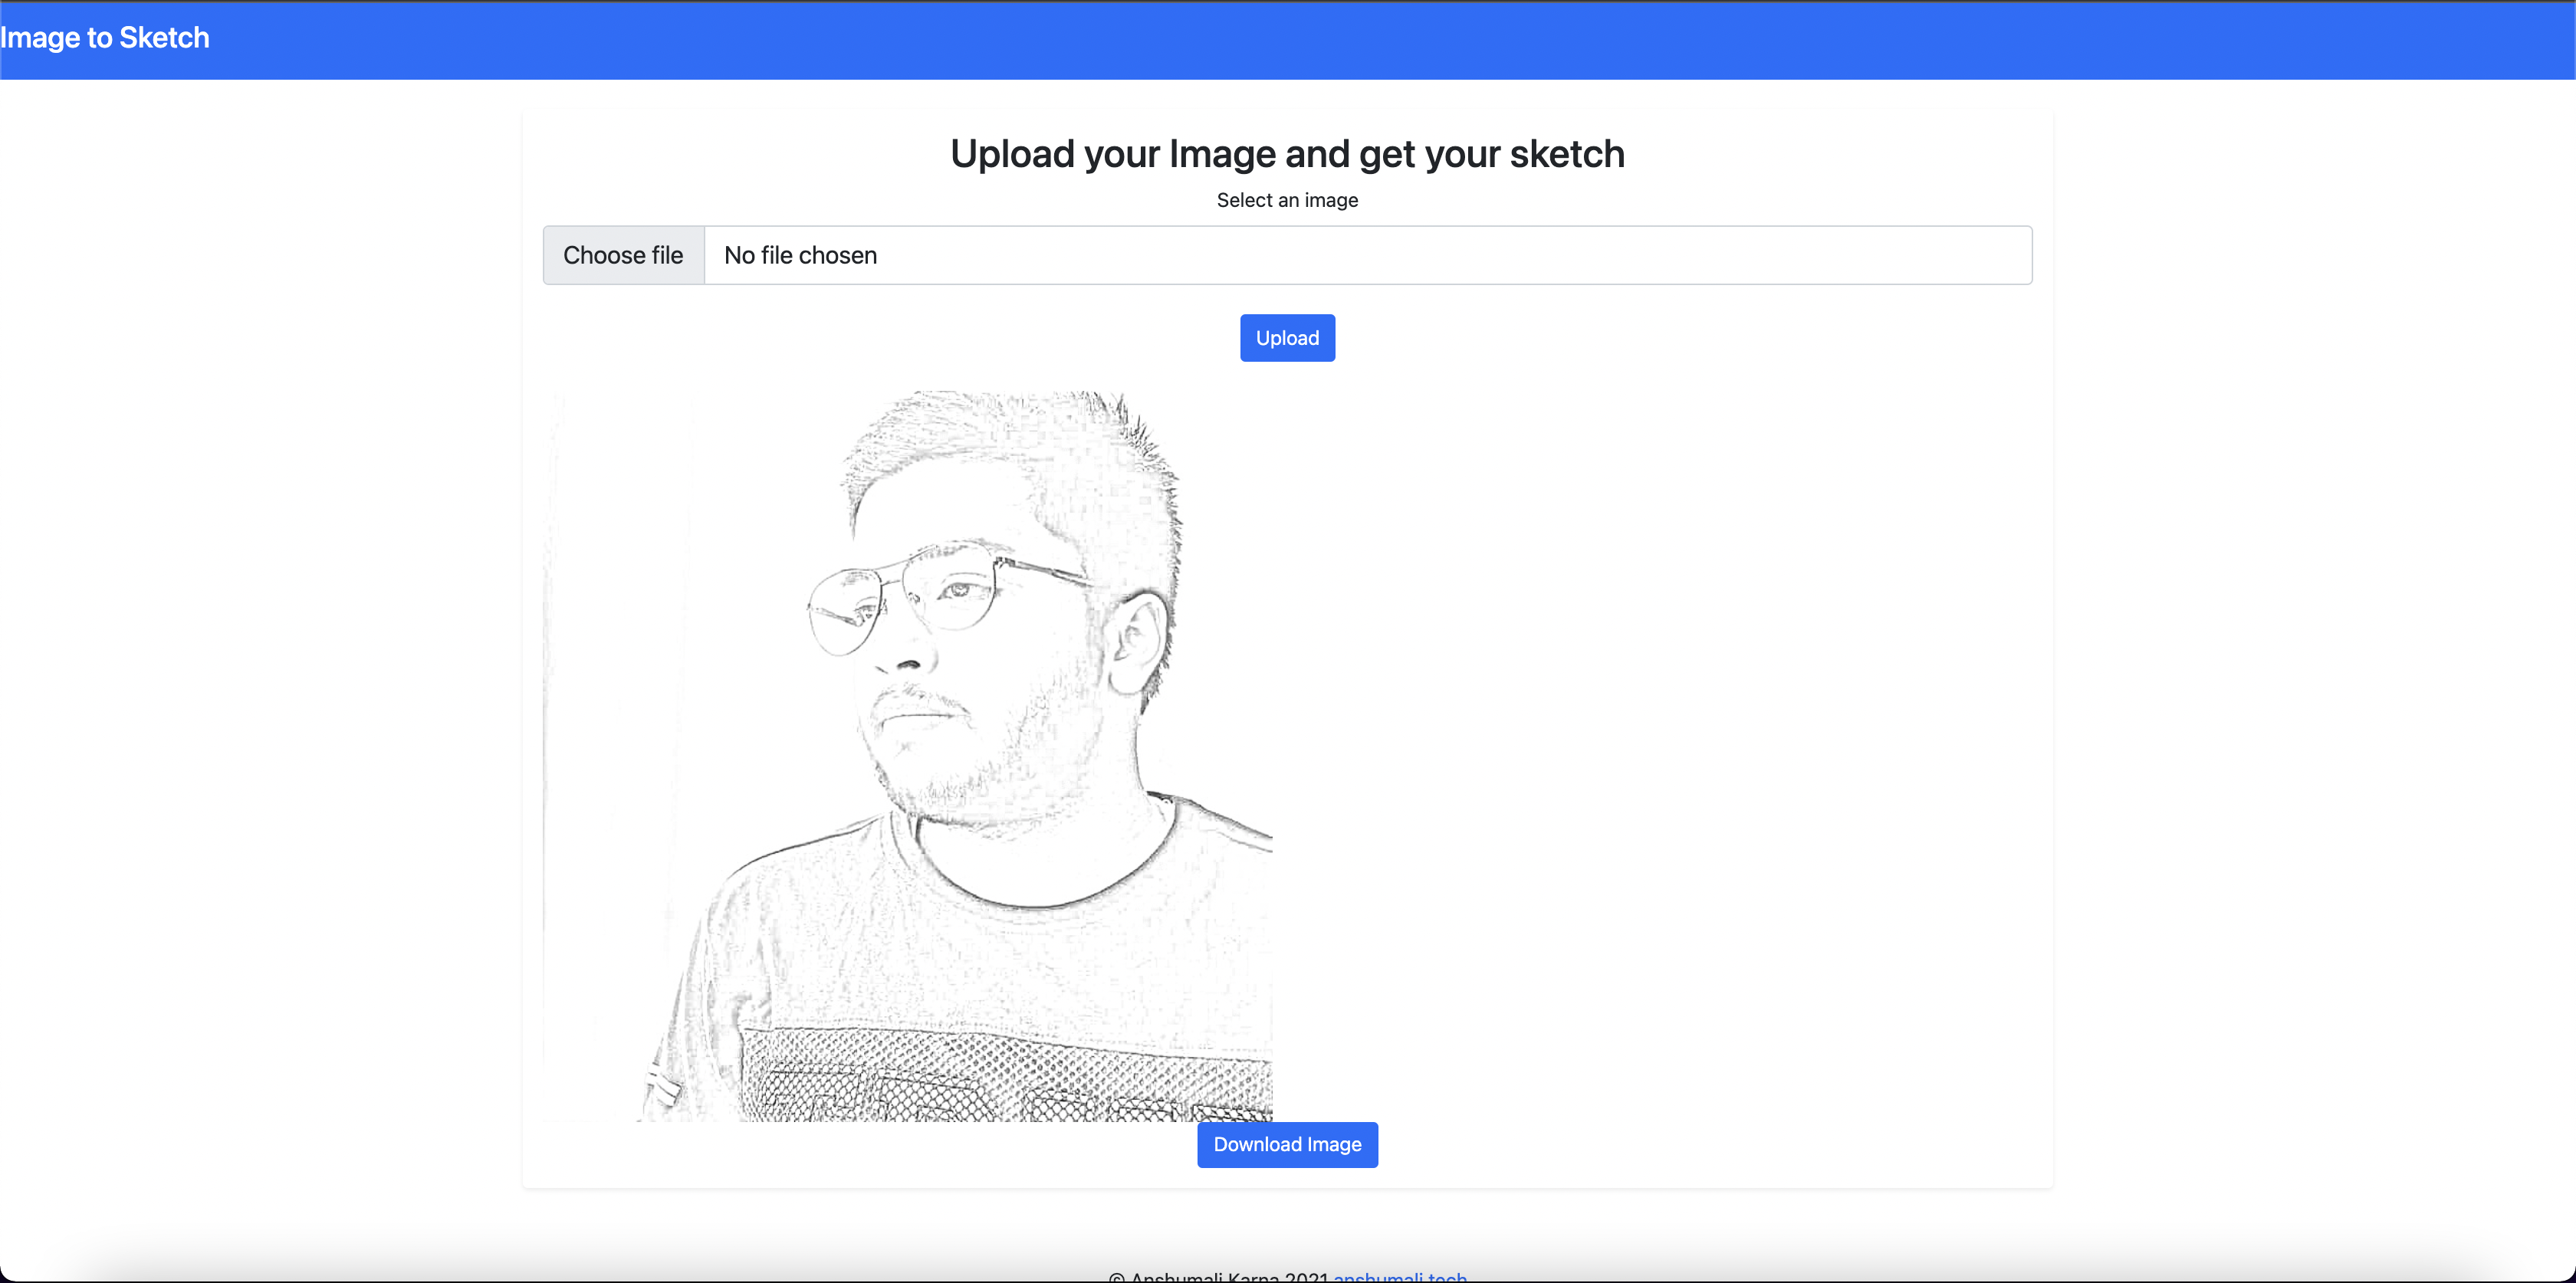 Image to Sketch
Upload your Image and get your sketch
Select an image
Choose file No file chosen
Upload
Download Image
© Anshumali Karna 2021 anshumali.tech